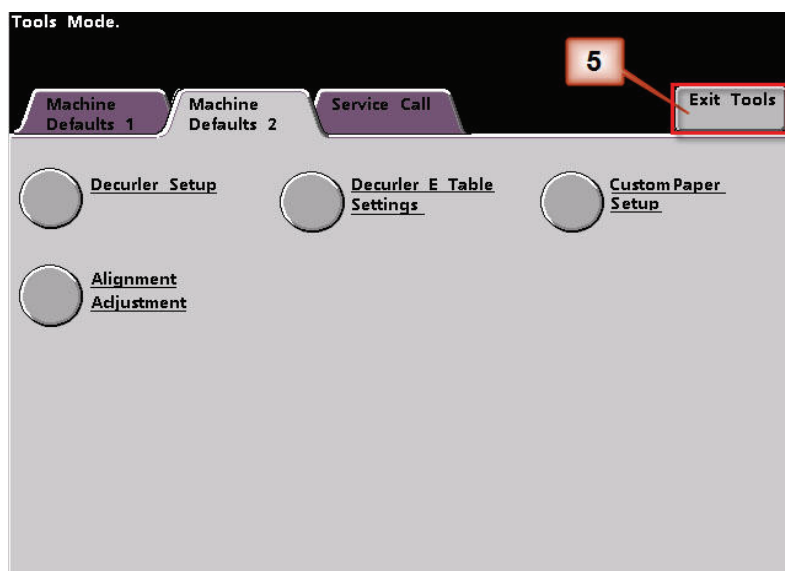 Tools Mode.
5
Machine
Defaults 1
Machine
Defaults 2
Service Call
Exit Tools
Decurler Setup
Decurler E Table
Settings
Custom Paper
Setup
Alignment
Adjustment